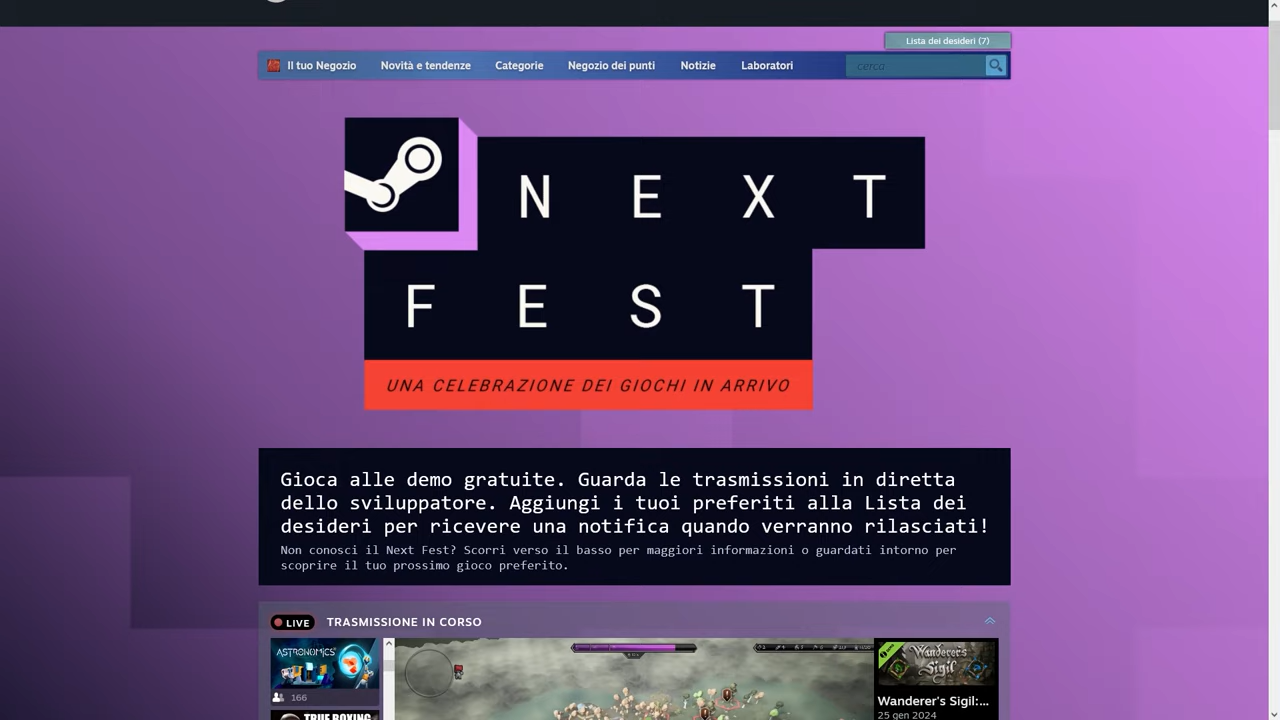 Lista dei desideri (7)
Il tuo Negozio Novità e tendenze Categorie Negozio dei punti Notizie Laboratori cerca
NEXT
FEST
UNA CELEBRAZIONE DEI GIOCHI IN ARRIVO
Gioca alle demo gratuite. Guarda le trasmissioni in diretta
dello sviluppatore. Aggiungi i tuoi preferiti alla Lista dei
desideri per ricevere una notifica quando verranno rilasciati!
Non conosci il Next Fest? Scorri verso il basso per maggiori informazioni o guardati intorno per
scoprire il tuo prossimo gioco preferito.
LIVE TRASMISSIONE IN CORSO
ASTRONOMICS
166
TRUE BOXING
Wanderer's
Sigil
Wanderer's Sigil:...
25 gen 2024